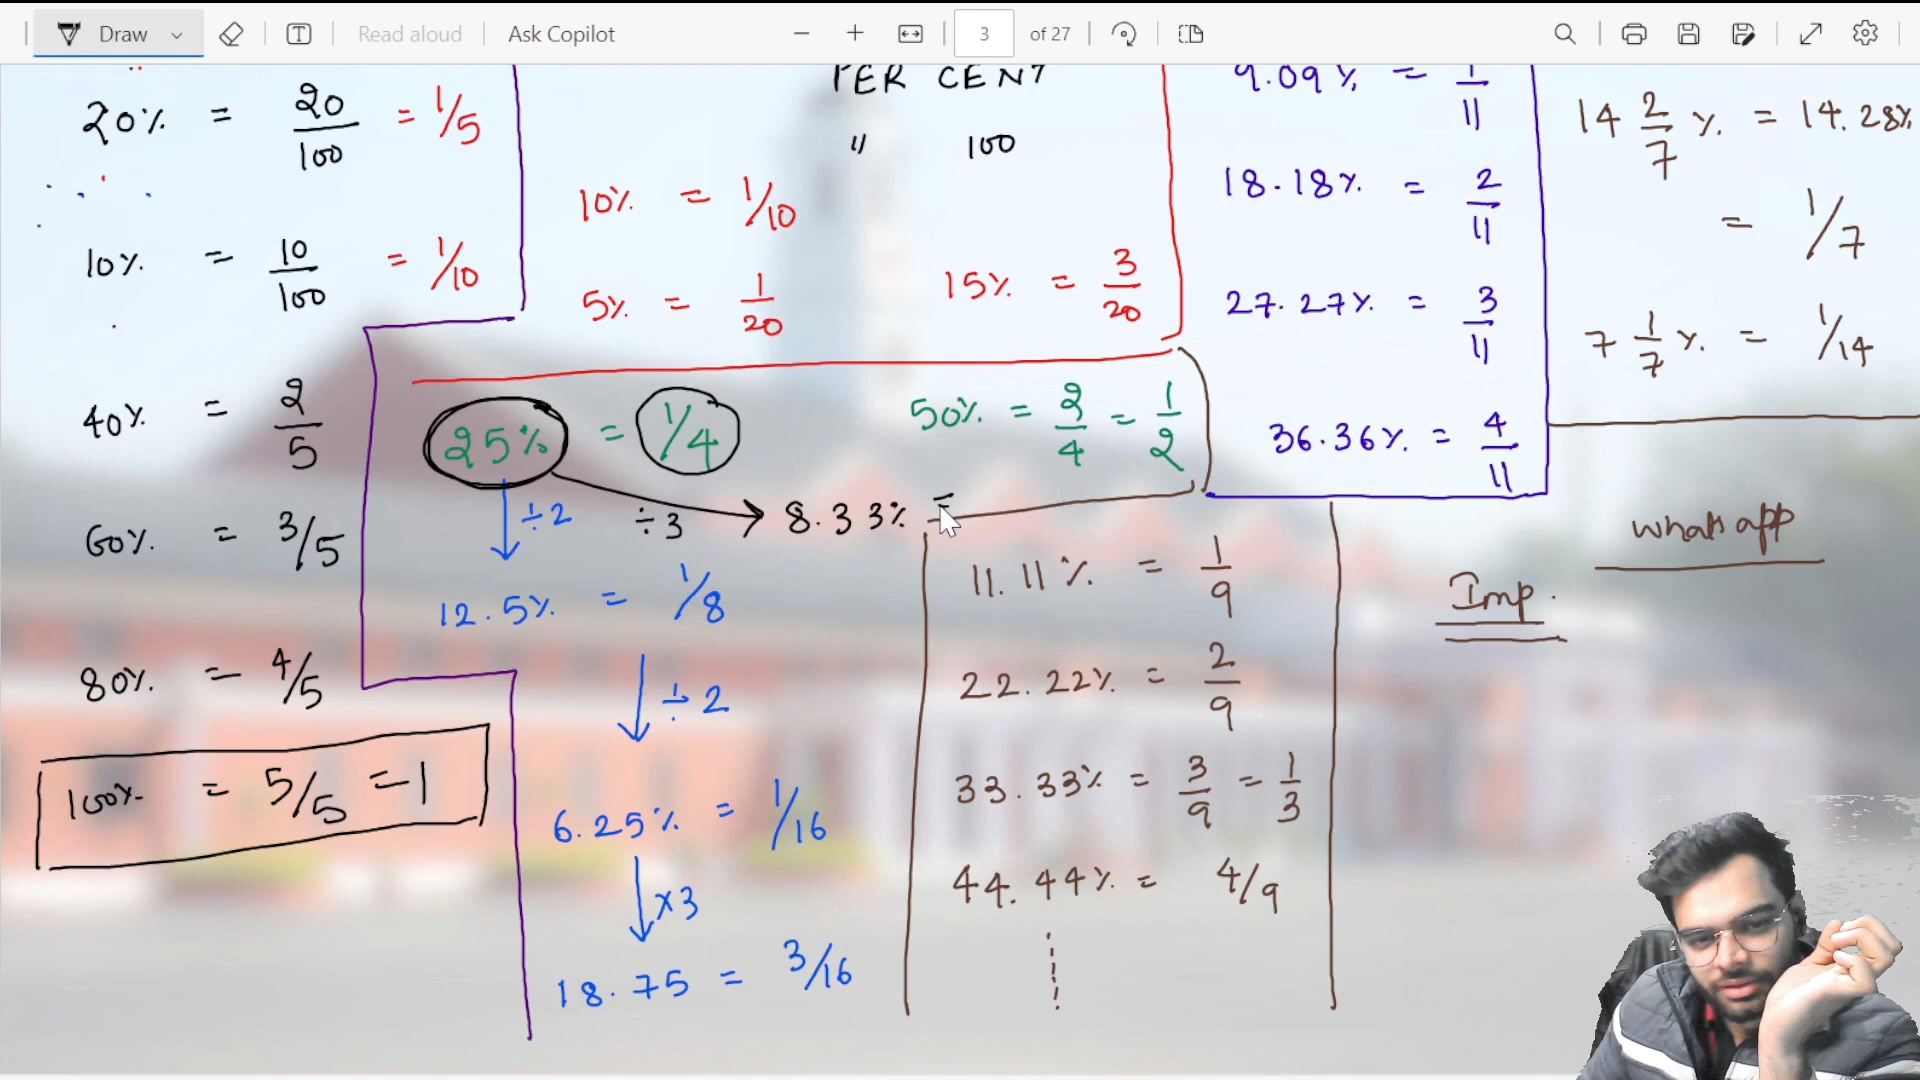 Draw
Read aloud
Ask Copilot
3 of 27
PER CENT
" 100
20% = 20/100 = 1/5
10% = 10/100 = 1/10
40% = 2/5
60% = 3/5
80% = 4/5
100% = 5/5 = 1
10% = 1/10
5% = 1/20
15% = 3/20
25% = 1/4
50% = 2/4 = 1/2
÷2
÷3
8.33% =
12.5% = 1/8
÷2
6.25% = 1/16
×3
18.75 = 3/16
9.09% = 1/11
18.18% = 2/11
27.27% = 3/11
36.36% = 4/11
11.11% = 1/9
22.22% = 2/9
33.33% = 3/9 = 1/3
44.44% = 4/9
14 2/7 % = 14.28%
= 1/7
7 1/7 % = 1/14
whatsapp
Imp.